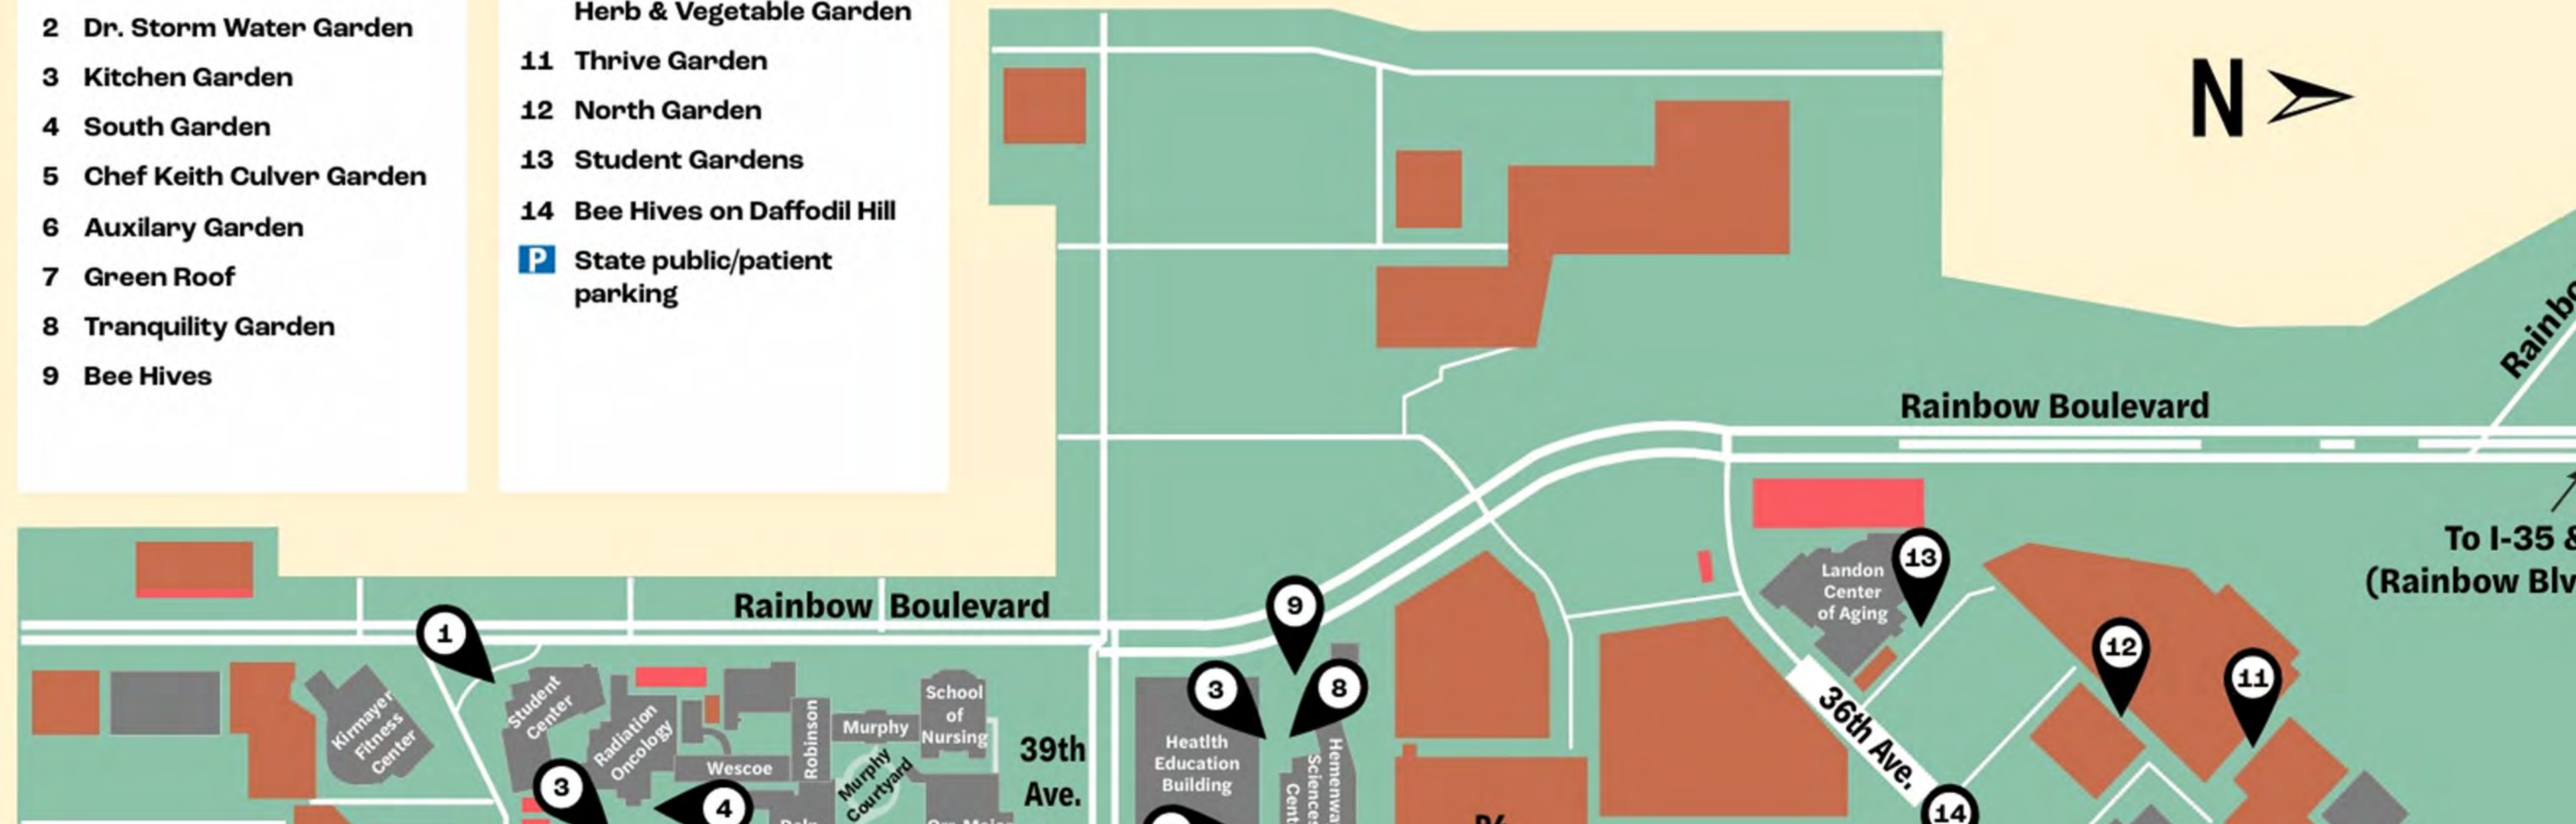 2 Dr. Storm Water Garden
3 Kitchen Garden
4 South Garden
5 Chef Keith Culver Garden
6 Auxilary Garden
7 Green Roof
8 Tranquility Garden
9 Bee Hives
Herb & Vegetable Garden
11 Thrive Garden
12 North Garden
13 Student Gardens
14 Bee Hives on Daffodil Hill
P State public/patient
parking
N
Rainbow Boulevard
Rainbo
To I-35 &
(Rainbow Blv
Rainbow Boulevard
1
9
3
8
13
12
11
14
3
4
Landon
Center
of Aging
36th Ave.
Kirmayer
Fitness
Center
Student
Center
Radiation
Oncology
Wescoe
Robinson
Murphy
Murphy
Courtyard
School
of
Nursing
39th
Ave.
Heatlth
Education
Building